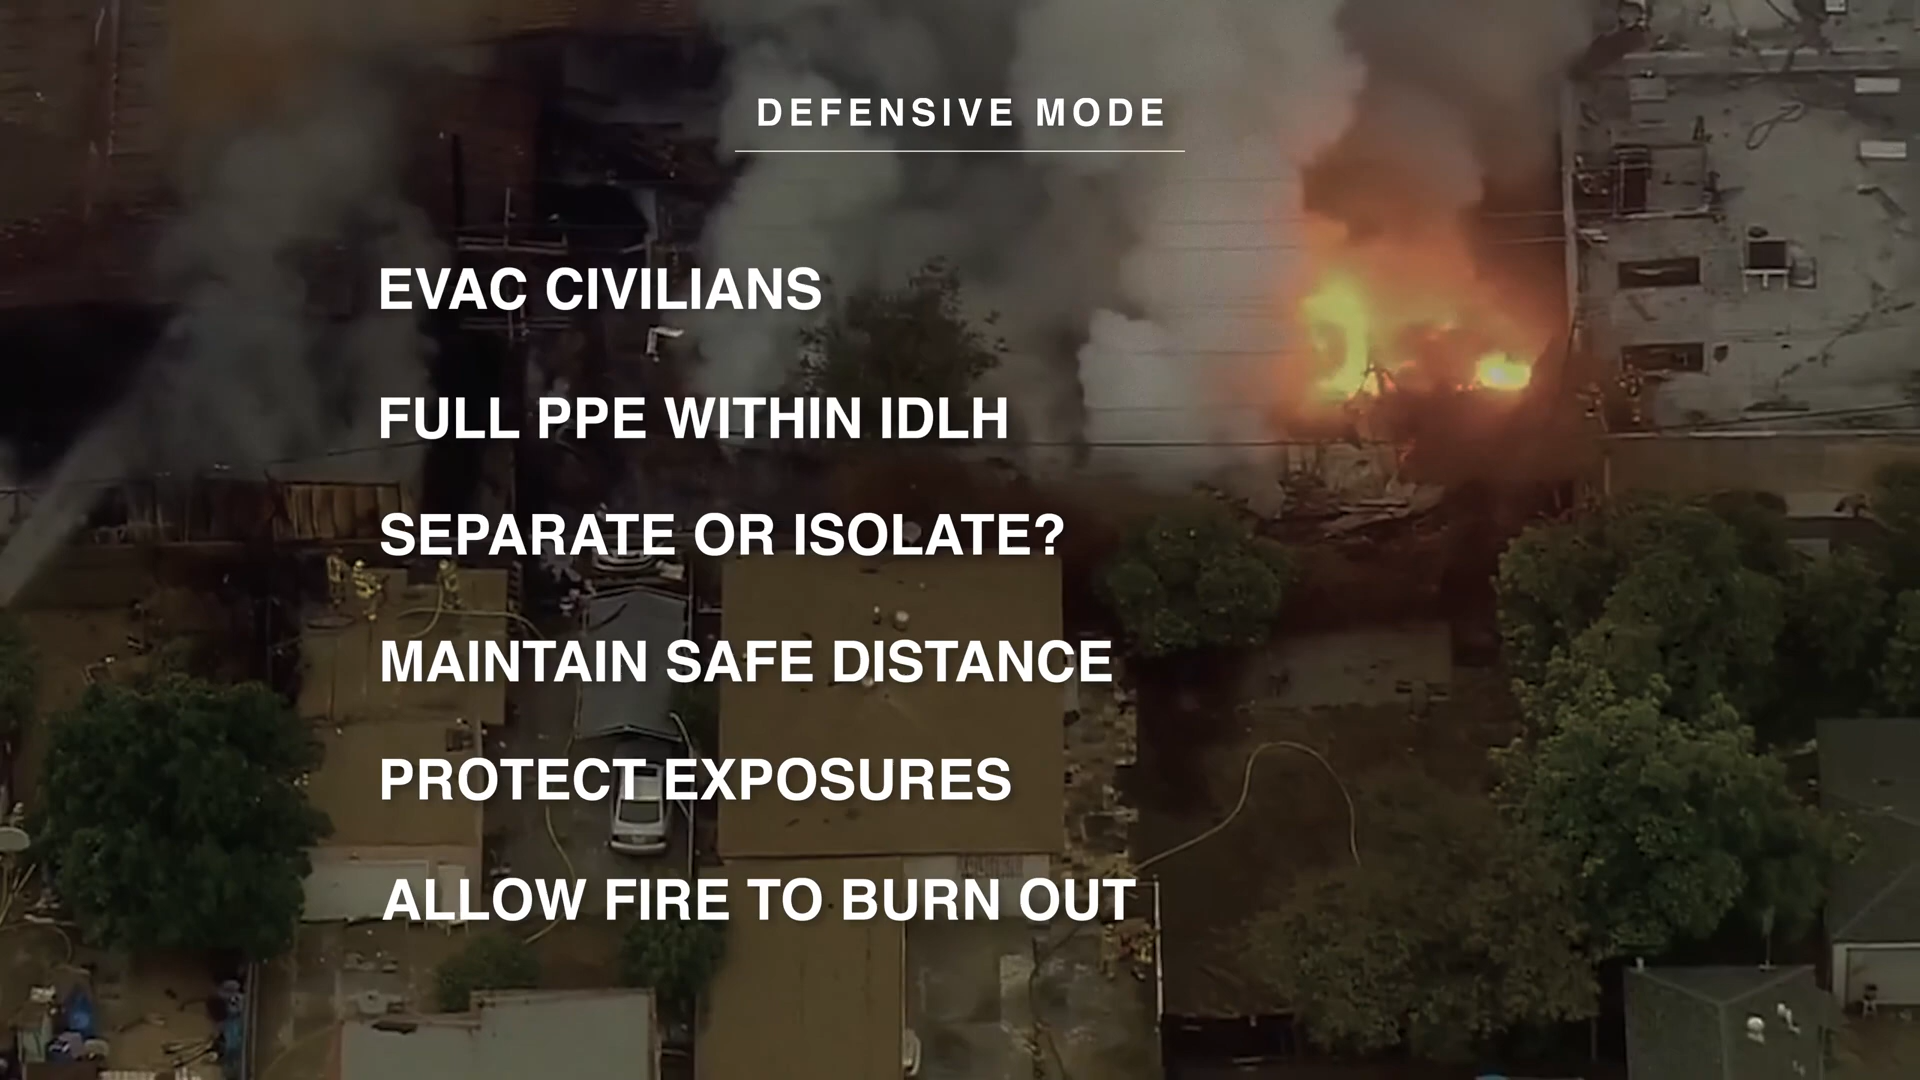 DEFENSIVE MODE
EVAC CIVILIANS
FULL PPE WITHIN IDLH
SEPARATE OR ISOLATE?
MAINTAIN SAFE DISTANCE
PROTECT EXPOSURES
ALLOW FIRE TO BURN OUT